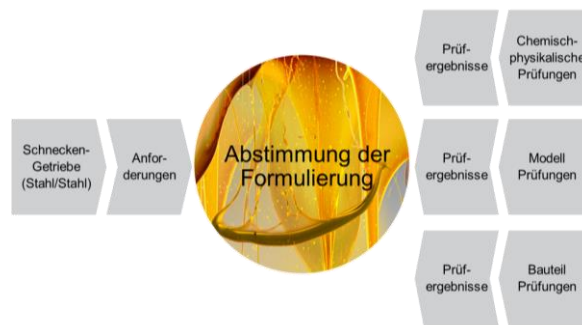 Schnecken-
Getriebe
(Stahl/Stahl)
Anfor-
derungen
Abstimmung der
Formulierung
Prüf-
ergebnisse
Chemisch-
physikalische
Prüfungen
Prüf-
ergebnisse
Modell
Prüfungen
Prüf-
ergebnisse
Bauteil
Prüfungen